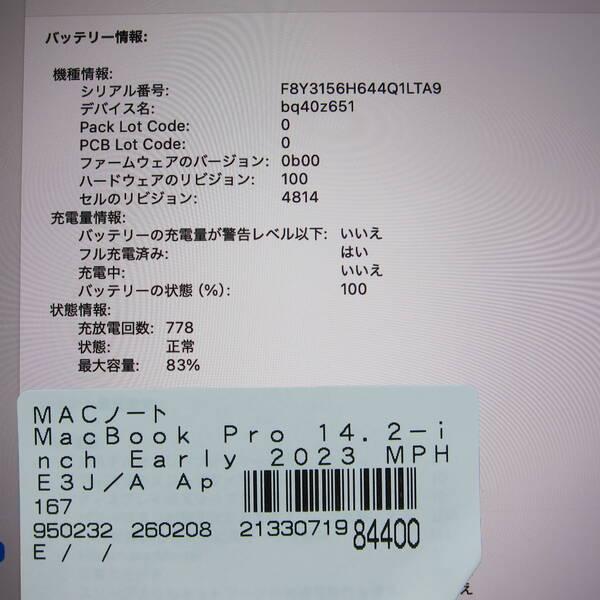 バッテリー情報:
機種情報:
シリアル番号: F8Y3156H644Q1LTA9
デバイス名: bq40z651
Pack Lot Code: 0
PCB Lot Code: 0
ファームウェアのバージョン: 0b00
ハードウェアのリビジョン: 100
セルのリビジョン: 4814
充電量情報:
バッテリーの充電量が警告レベル以下: いいえ
フル充電済み: はい
充電中: いいえ
バッテリーの状態（%）: 100
状態情報:
充放電回数: 778
状態: 正常
最大容量: 83%
MACノート
MacBook Pro 14.2-i
nch Early 2023 MPH
E3J/A Ap
167
950232 260208 21330719 84400
E / /
え